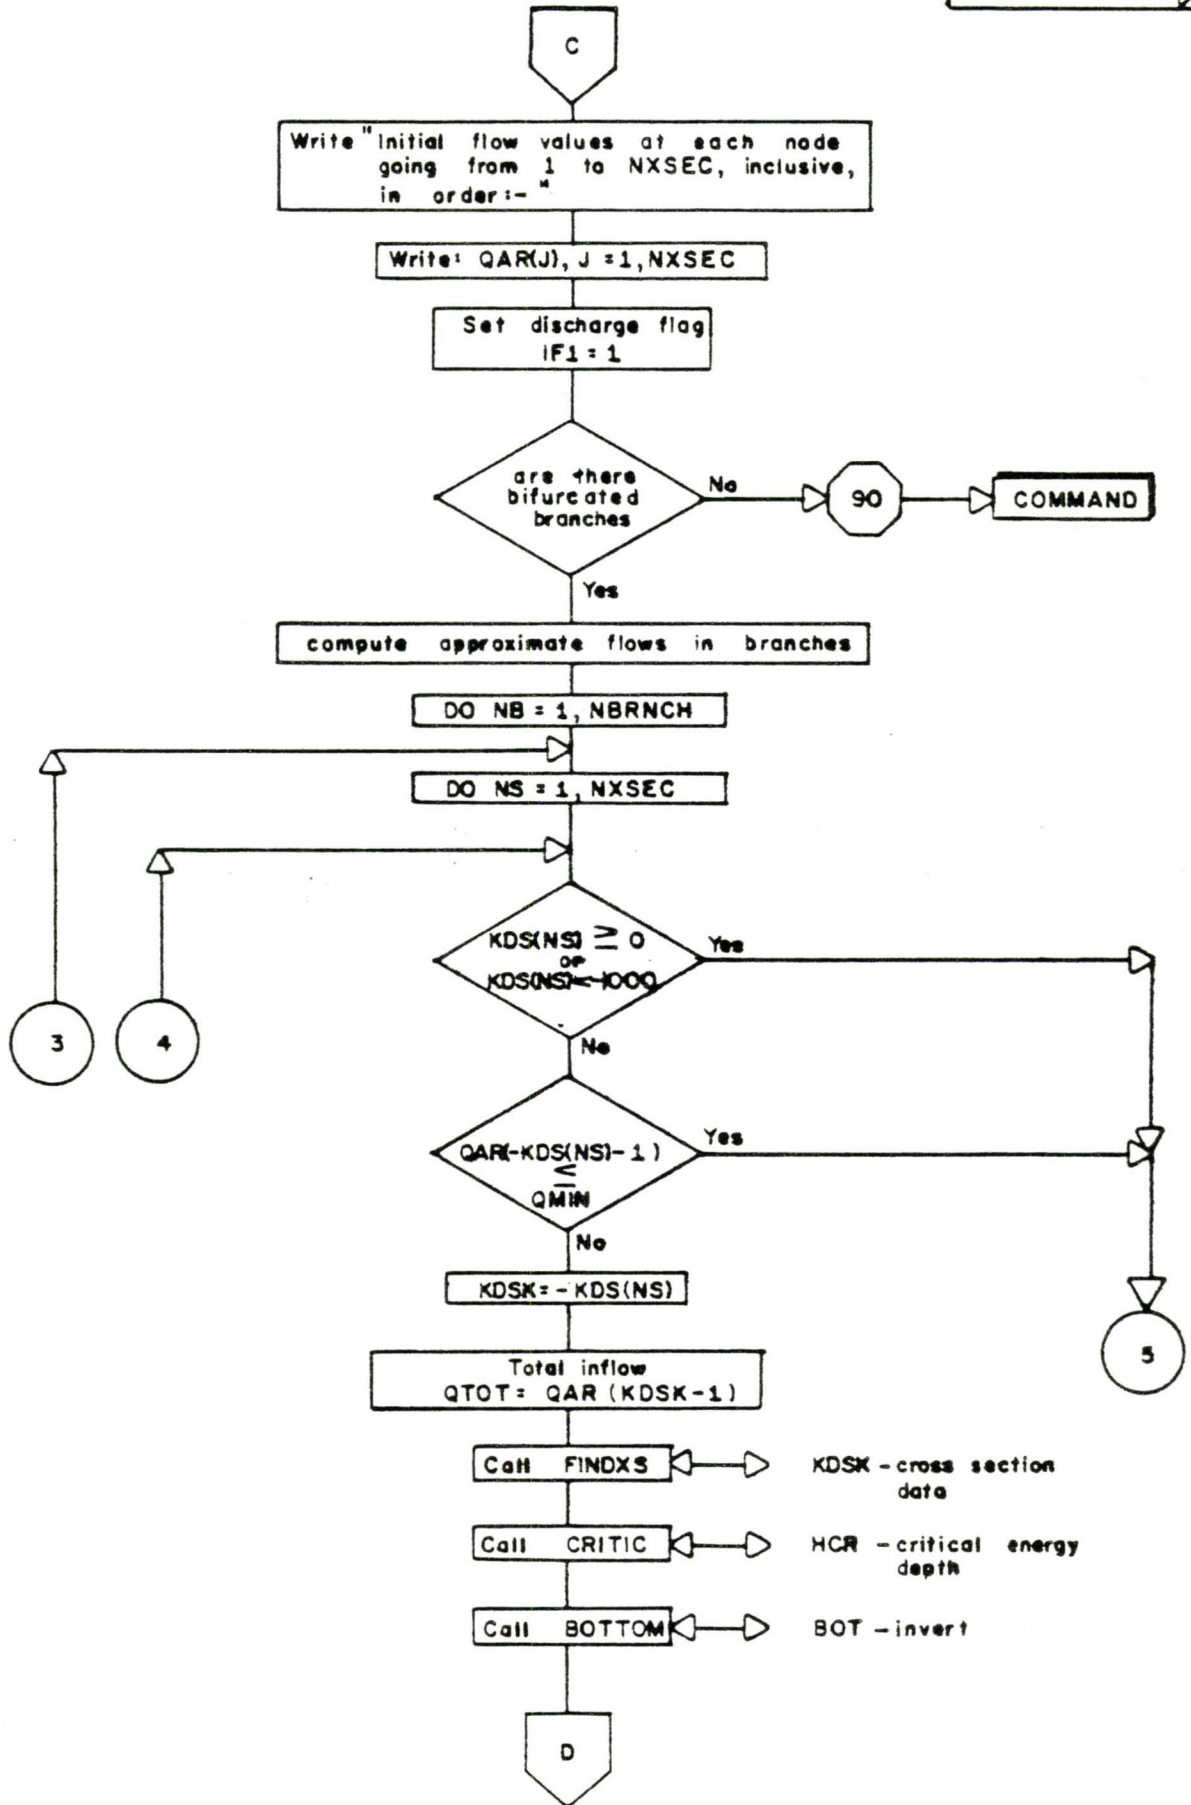 C
Write "Initial flow values at each node
going from 1 to NXSEC, inclusive,
in order:- "
Write: QAR(J), J = 1, NXSEC
Set discharge flag
IF1 = 1
are there
bifurcated
branches
No
90
COMMAND
Yes
compute approximate flows in branches
DO NB = 1, NBRNCH
DO NS = 1, NXSEC
KDS(NS) ≥ 0
or
KDS(NS)<-1000
Yes
3
4
No
QAR(-KDS(NS)-1)
≤
QMIN
Yes
No
KDSK = -KDS(NS)
5
Total inflow
QTOT = QAR (KDSK-1)
Call FINDXS
KDSK - cross section
data
Call CRITIC
HCR - critical energy
depth
Call BOTTOM
BOT - invert
D